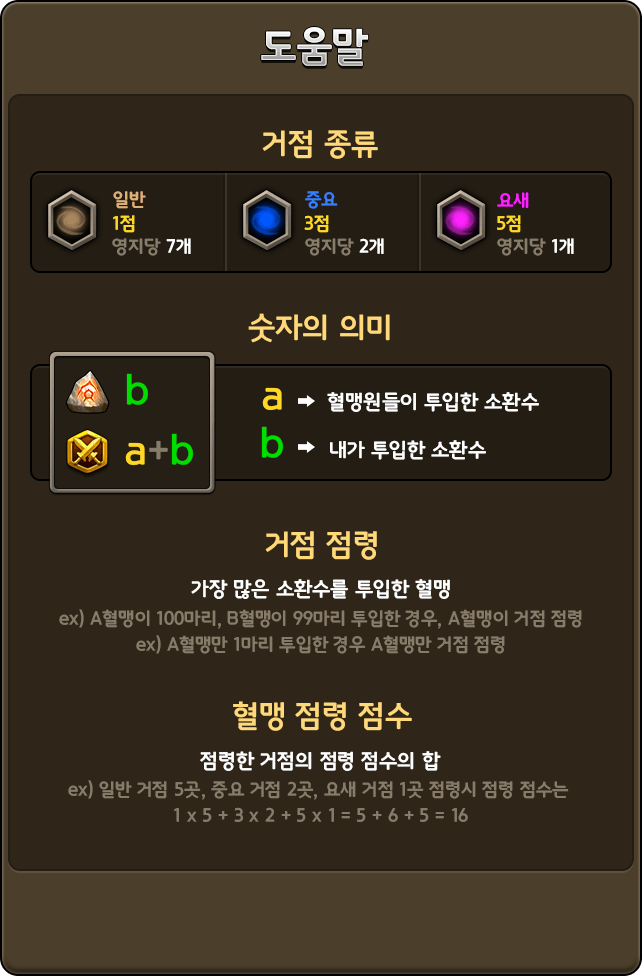 도움말
거점 종류
일반
1점
영지당 7개
중요
3점
영지당 2개
요새
5점
영지당 1개
숫자의 의미
b
a+b
a ➡ 혈맹원들이 투입한 소환수
b ➡ 내가 투입한 소환수
거점 점령
가장 많은 소환수를 투입한 혈맹
ex) A혈맹이 100마리, B혈맹이 99마리 투입한 경우, A혈맹이 거점 점령
ex) A혈맹만 1마리 투입한 경우 A혈맹만 거점 점령
혈맹 점령 점수
점령한 거점의 점령 점수의 합
ex) 일반 거점 5곳, 중요 거점 2곳, 요새 거점 1곳 점령시 점령 점수는
1 x 5 + 3 x 2 + 5 x 1 = 5 + 6 + 5 = 16